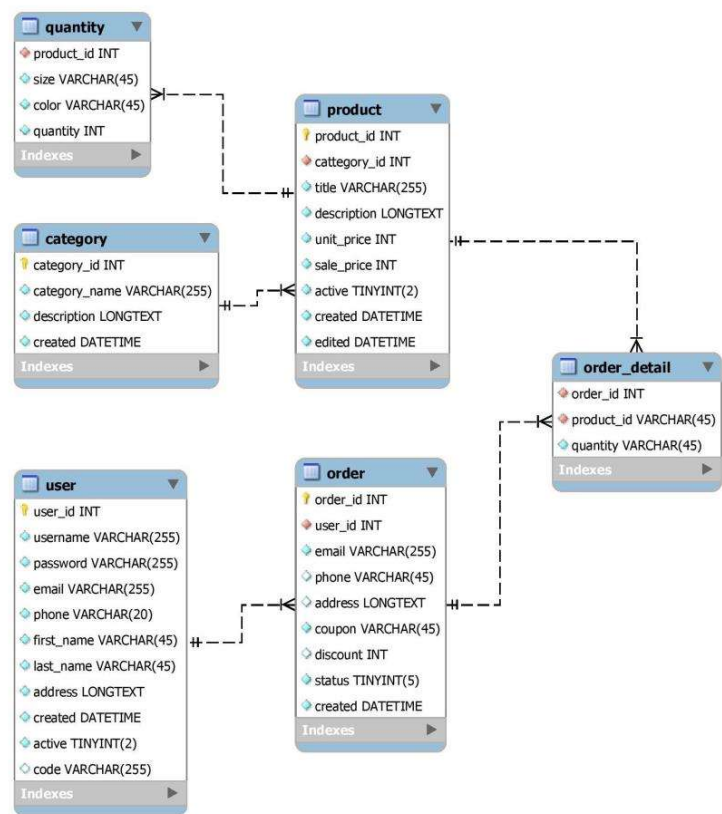 quantity
product_id INT
size VARCHAR(45)
color VARCHAR(45)
quantity INT
Indexes
product
product_id INT
cattegory_id INT
title VARCHAR(255)
description LONGTEXT
unit_price INT
sale_price INT
active TINYINT(2)
created DATETIME
edited DATETIME
Indexes
category
category_id INT
category_name VARCHAR(255)
description LONGTEXT
created DATETIME
Indexes
order_detail
order_id INT
product_id VARCHAR(45)
quantity VARCHAR(45)
Indexes
user
user_id INT
username VARCHAR(255)
password VARCHAR(255)
email VARCHAR(255)
phone VARCHAR(20)
first_name VARCHAR(45)
last_name VARCHAR(45)
address LONGTEXT
created DATETIME
active TINYINT(2)
code VARCHAR(255)
Indexes
order
order_id INT
user_id INT
email VARCHAR(255)
phone VARCHAR(45)
address LONGTEXT
coupon VARCHAR(45)
discount INT
status TINYINT(5)
created DATETIME
Indexes